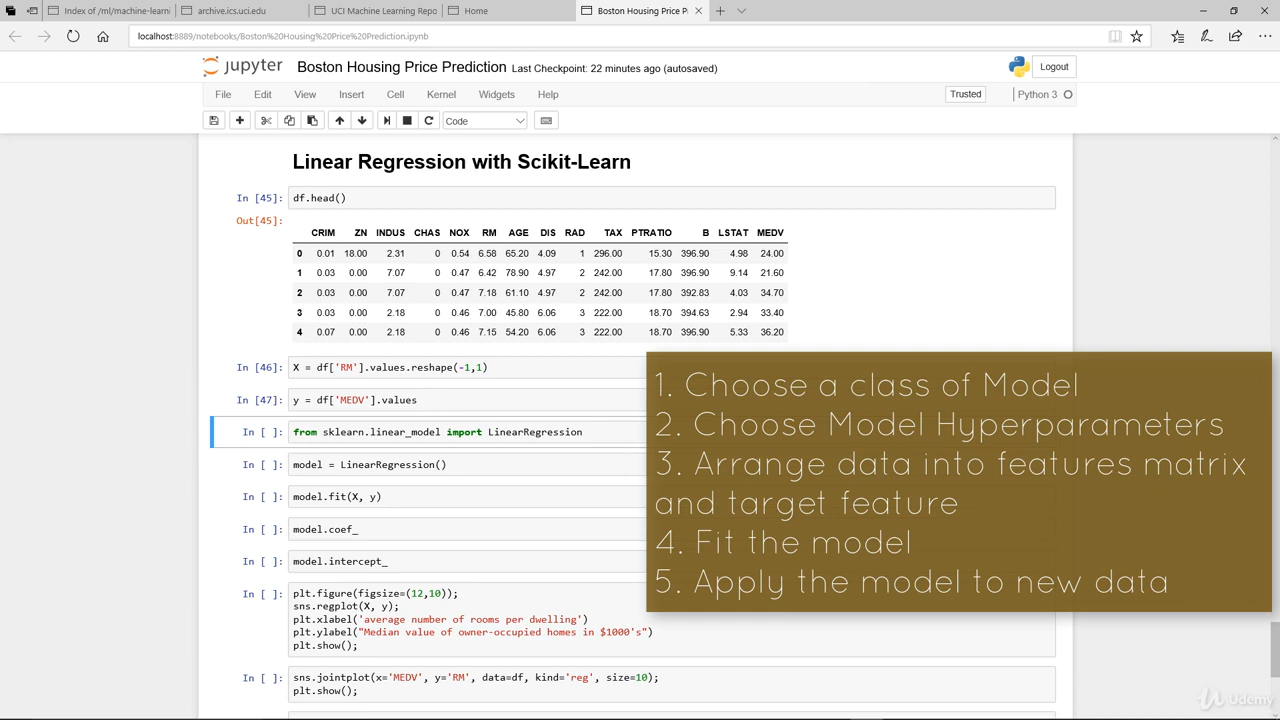 Index of /ml/machine-learni
archive.ics.uci.edu
UCI Machine Learning Repo
Home
Boston Housing Price P
localhost:8889/notebooks/Boston%20Housing%20Price%20Prediction.ipynb
jupyter Boston Housing Price Prediction Last Checkpoint: 22 minutes ago (autosaved)
Logout
File Edit View Insert Cell Kernel Widgets Help
Trusted
Python 3
Code
Linear Regression with Scikit-Learn
In [45]: df.head()
Out[45]:
CRIM ZN INDUS CHAS NOX RM AGE DIS RAD TAX PTRATIO B LSTAT MEDV
0 0.01 18.00 2.31 0 0.54 6.58 65.20 4.09 1 296.00 15.30 396.90 4.98 24.00
1 0.03 0.00 7.07 0 0.47 6.42 78.90 4.97 2 242.00 17.80 396.90 9.14 21.60
2 0.03 0.00 7.07 0 0.47 7.18 61.10 4.97 2 242.00 17.80 392.83 4.03 34.70
3 0.03 0.00 2.18 0 0.46 7.00 45.80 6.06 3 222.00 18.70 394.63 2.94 33.40
4 0.07 0.00 2.18 0 0.46 7.15 54.20 6.06 3 222.00 18.70 396.90 5.33 36.20
In [46]: X = df['RM'].values.reshape(-1,1)
In [47]: y = df['MEDV'].values
In [ ]: from sklearn.linear_model import LinearRegression
In [ ]: model = LinearRegression()
In [ ]: model.fit(X, y)
In [ ]: model.coef_
In [ ]: model.intercept_
In [ ]: plt.figure(figsize=(12,10));
sns.regplot(X, y);
plt.xlabel('average number of rooms per dwelling')
plt.ylabel("Median value of owner-occupied homes in $1000's")
plt.show();
In [ ]: sns.jointplot(x='MEDV', y='RM', data=df, kind='reg', size=10);
plt.show();
1. Choose a class of Model
2. Choose Model Hyperparameters
3. Arrange data into features matrix
and target feature
4. Fit the model
5. Apply the model to new data
Udemy